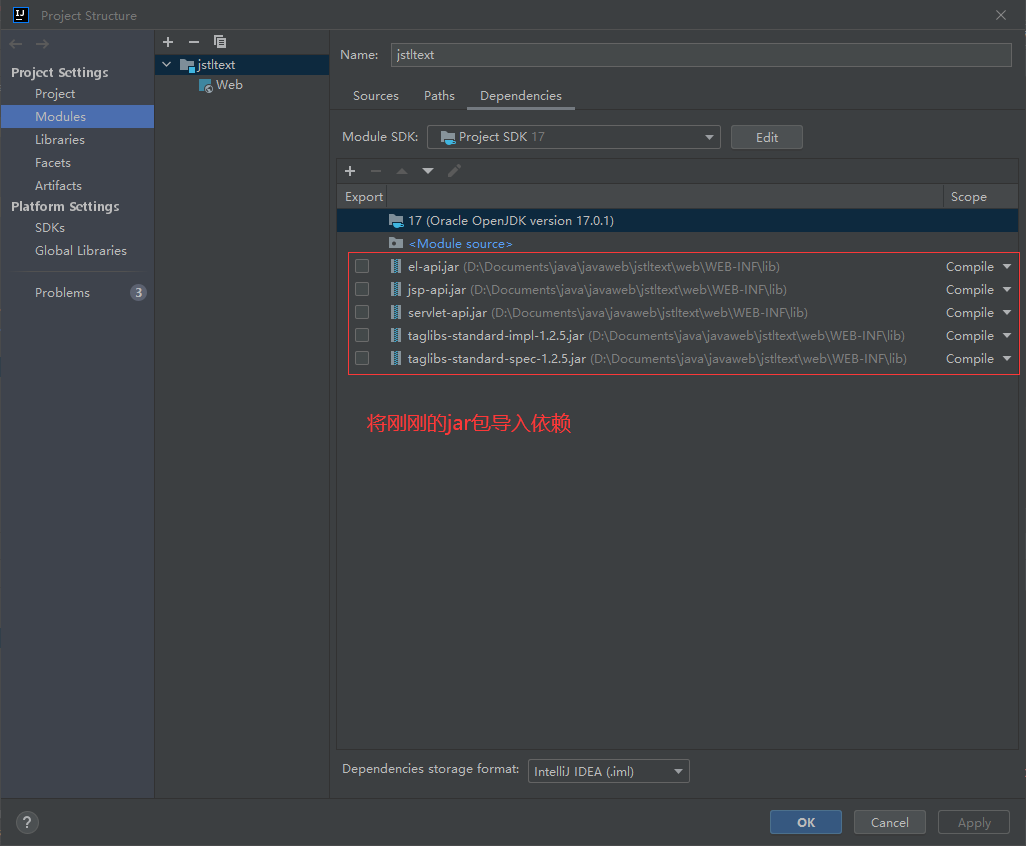 Project Structure
Project Settings
Project
Modules
Libraries
Facets
Artifacts
Platform Settings
SDKs
Global Libraries
Problems 3
jstltext
Web
Name: jstltext
Sources Paths Dependencies
Module SDK: Project SDK 17 Edit
Export Scope
17 (Oracle OpenJDK version 17.0.1)
<Module source>
el-api.jar (D:\Documents\java\javaweb\jstltext\web\WEB-INF\lib) Compile
jsp-api.jar (D:\Documents\java\javaweb\jstltext\web\WEB-INF\lib) Compile
servlet-api.jar (D:\Documents\java\javaweb\jstltext\web\WEB-INF\lib) Compile
taglibs-standard-impl-1.2.5.jar (D:\Documents\java\javaweb\jstltext\web\WEB-INF\lib) Compile
taglibs-standard-spec-1.2.5.jar (D:\Documents\java\javaweb\jstltext\web\WEB-INF\lib) Compile
将刚刚的jar包导入依赖
Dependencies storage format: IntelliJ IDEA (.iml)
? OK Cancel Apply